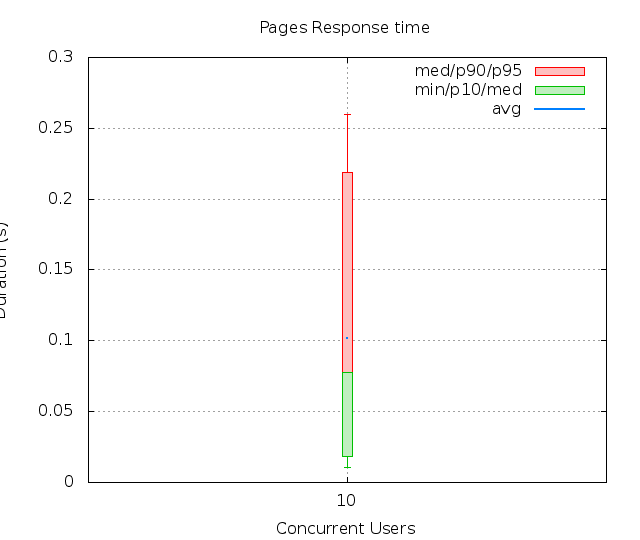 Pages Response time
0.3
0.25
0.2
0.15
0.1
0.05
0
med/p90/p95
min/p10/med
avg
Duration (s)
10
Concurrent Users